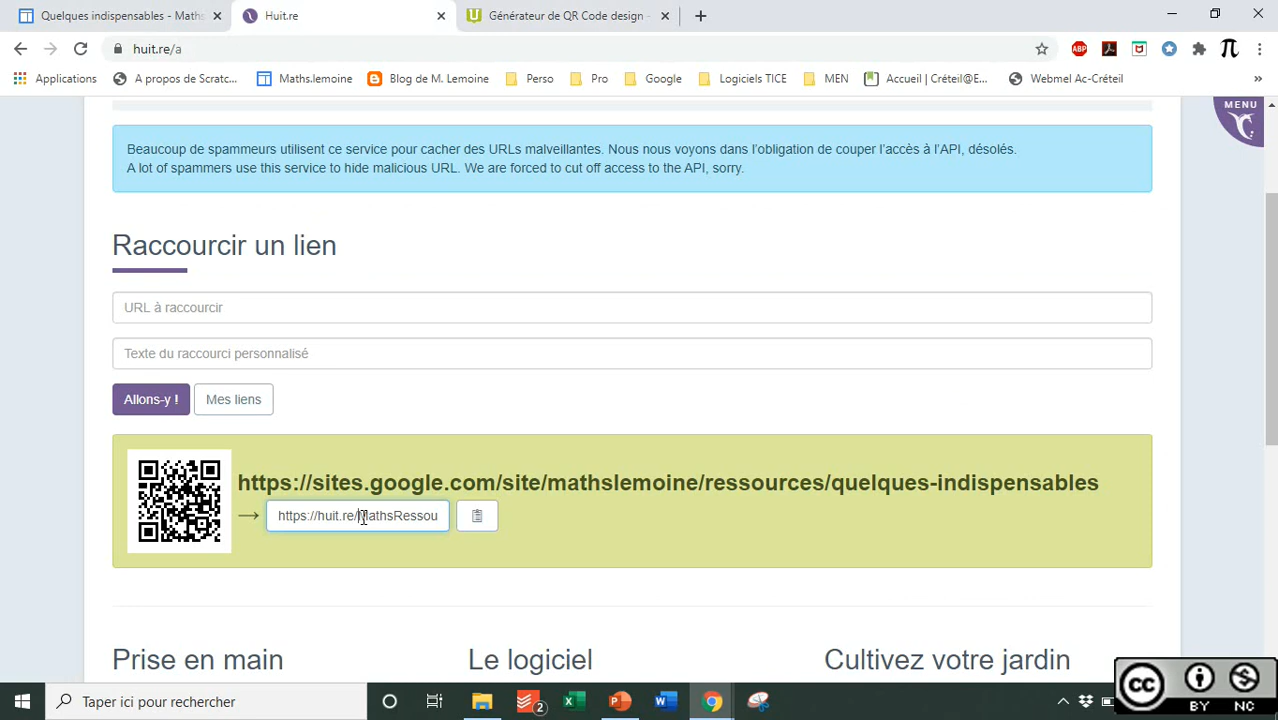 Quelques indispensables - Maths
Huit.re
Générateur de QR Code design -
huit.re/a
ABP
Applications
A propos de Scratc...
Maths.lemoine
Blog de M. Lemoine
Perso
Pro
Google
Logiciels TICE
MEN
Accueil | Créteil@E...
Webmel Ac-Créteil
»
MENU
Beaucoup de spammeurs utilisent ce service pour cacher des URLs malveillantes. Nous nous voyons dans l'obligation de couper l'accès à l'API, désolés.
A lot of spammers use this service to hide malicious URL. We are forced to cut off access to the API, sorry.
Raccourcir un lien
URL à raccourcir
Texte du raccourci personnalisé
Allons-y !
Mes liens
https://sites.google.com/site/mathslemoine/ressources/quelques-indispensables
→ https://huit.re/MathsRessou
Prise en main
Le logiciel
Cultivez votre jardin
Taper ici pour rechercher
2
CC
BY NC